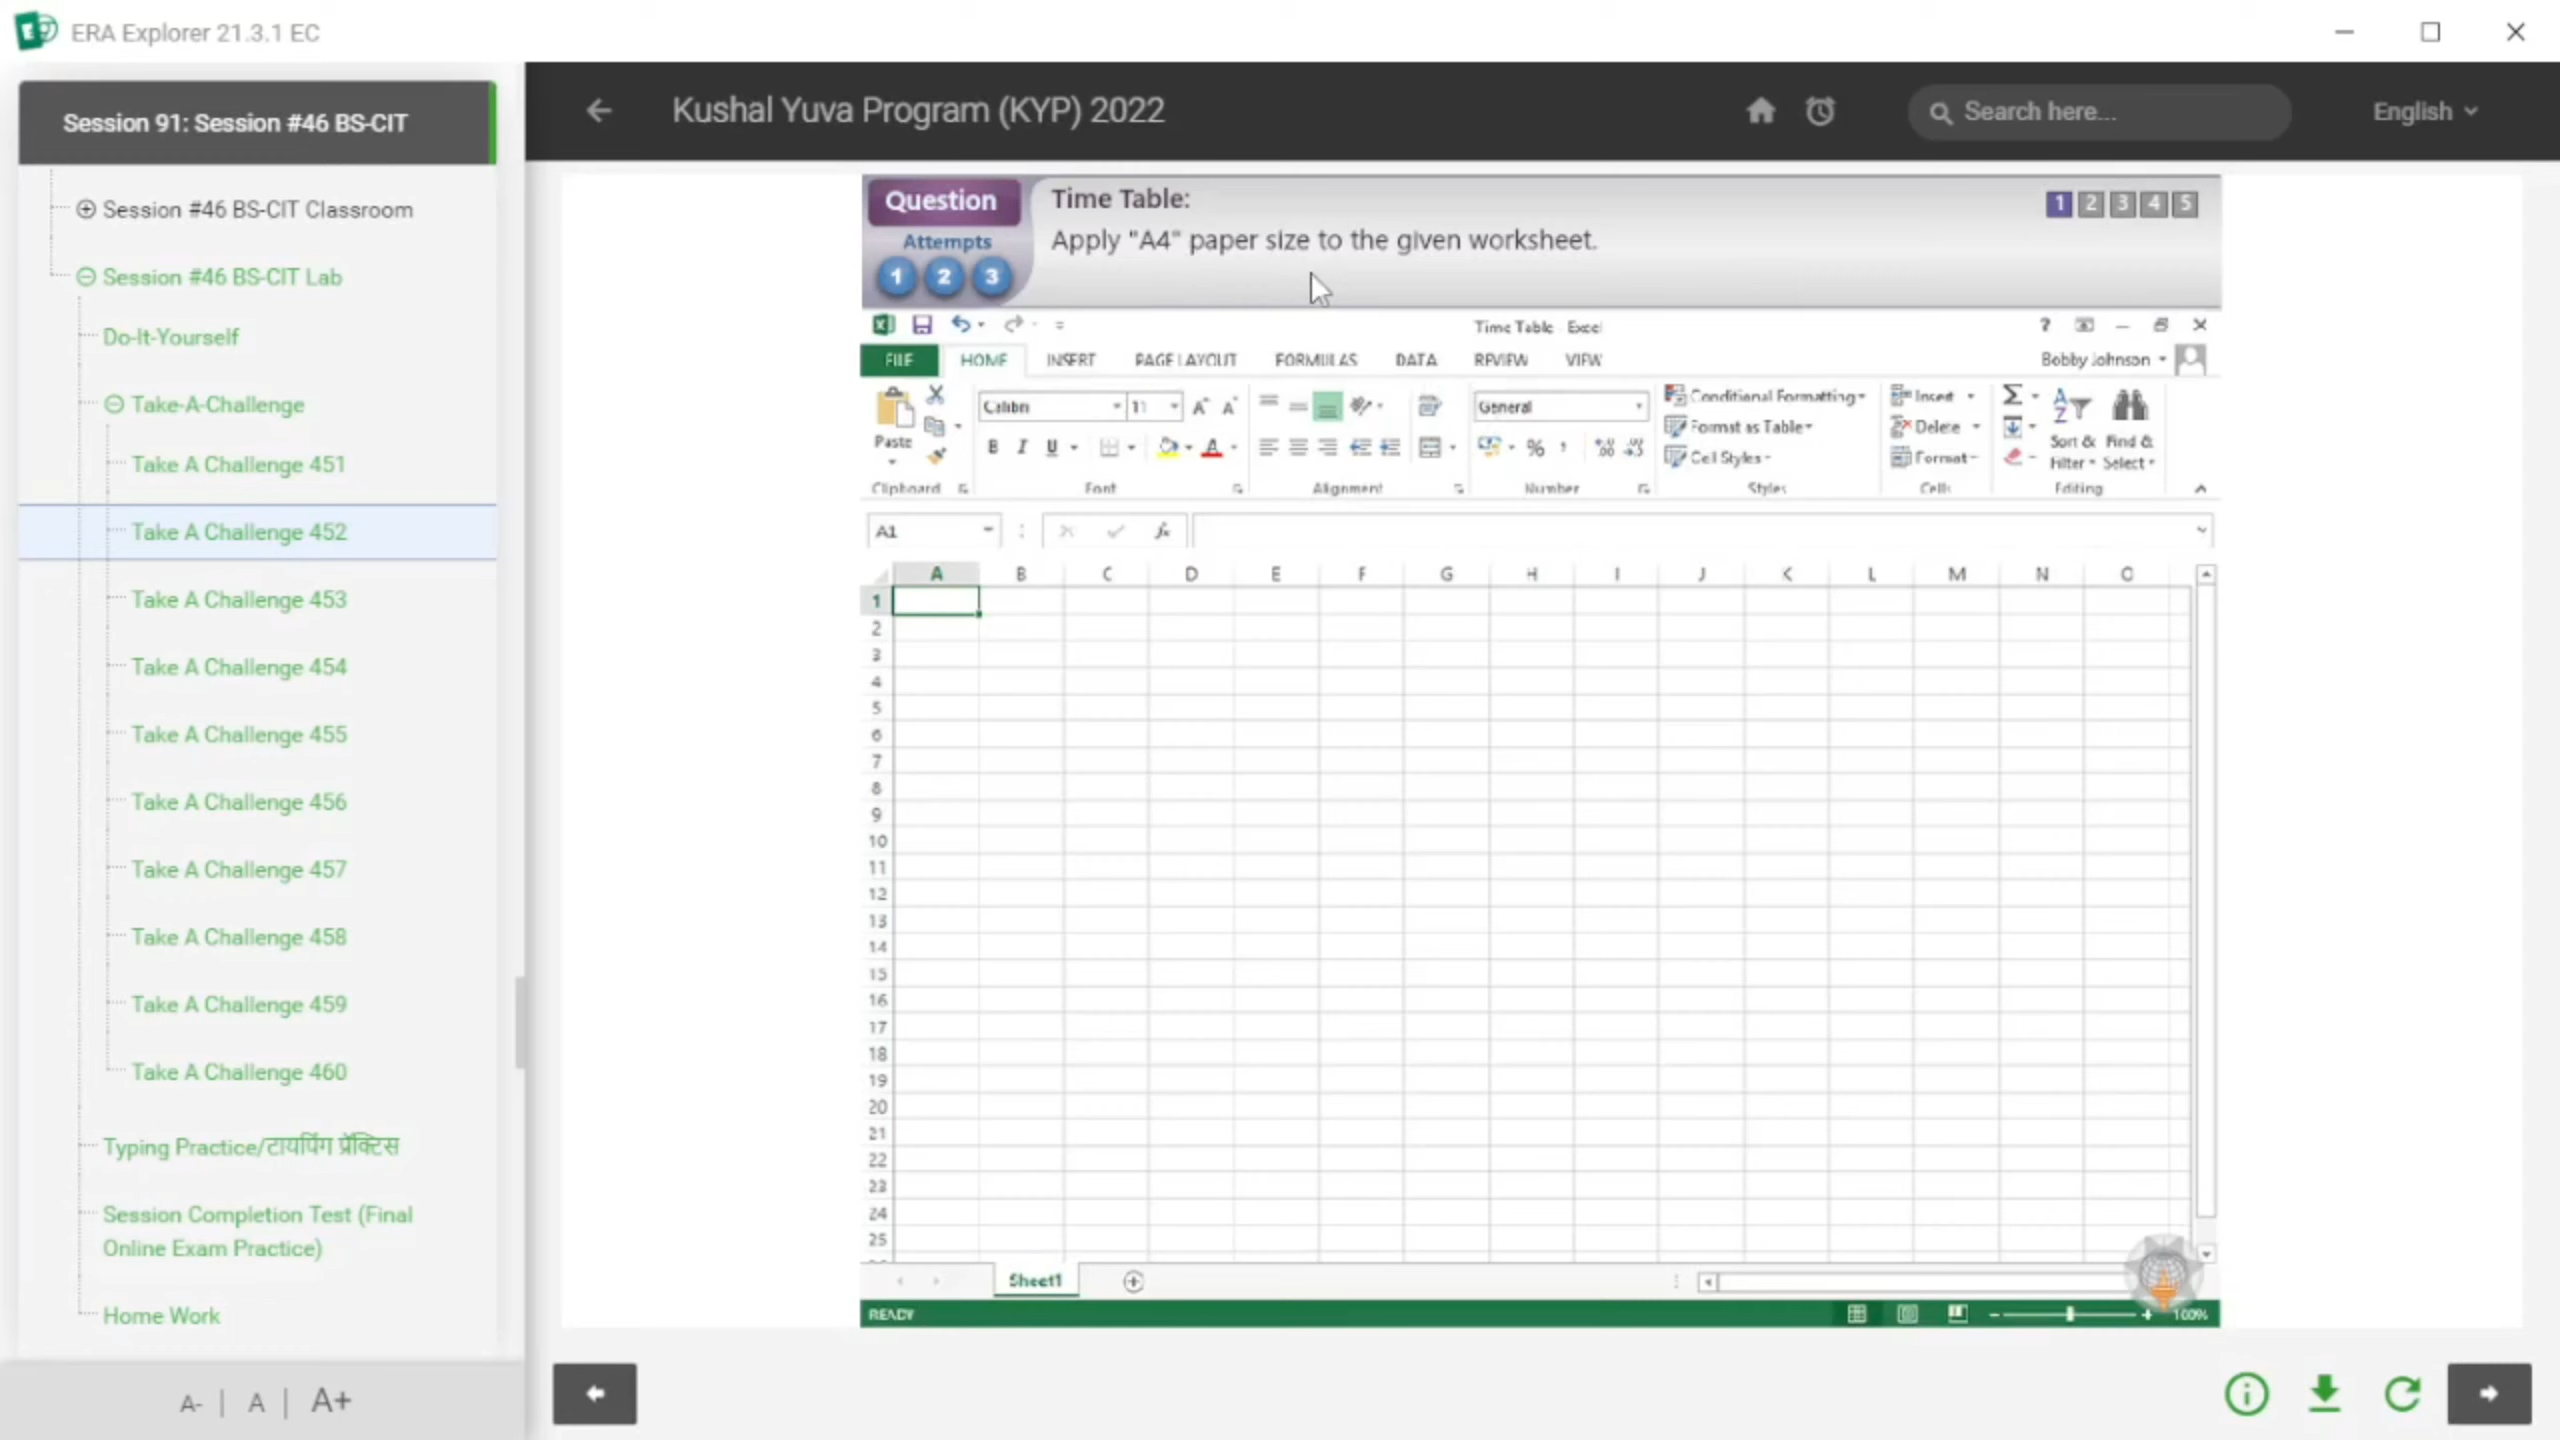 ERA Explorer 21.3.1 EC
Session 91: Session #46 BS-CIT
Session #46 BS-CIT Classroom
Session #46 BS-CIT Lab
Do-It-Yourself
Take-A-Challenge
Take A Challenge 451
Take A Challenge 452
Take A Challenge 453
Take A Challenge 454
Take A Challenge 455
Take A Challenge 456
Take A Challenge 457
Take A Challenge 458
Take A Challenge 459
Take A Challenge 460
Typing Practice/टायपिंग प्रॅक्टिस
Session Completion Test (Final
Online Exam Practice)
Home Work
A- | A | A+
Kushal Yuva Program (KYP) 2022
Search here...
English
Question
Attempts
1 2 3
Time Table:
Apply "A4" paper size to the given worksheet.
1 2 3 4 5
Time Table - Excel
Bobby Johnson
FILE HOME INSERT PAGE LAYOUT FORMULAS DATA REVIEW VIEW
Paste
Clipboard
Calibri 11
B I U
Font
Alignment
General
%
Number
Conditional Formatting
Format as Table
Cell Styles
Styles
Insert
Delete
Format
Cells
Sort & Filter
Find & Select
Editing
A1
fx
A B C D E F G H I J K L M N O
1
2
3
4
5
6
7
8
9
10
11
12
13
14
15
16
17
18
19
20
21
22
23
24
25
Sheet1
READY
100%